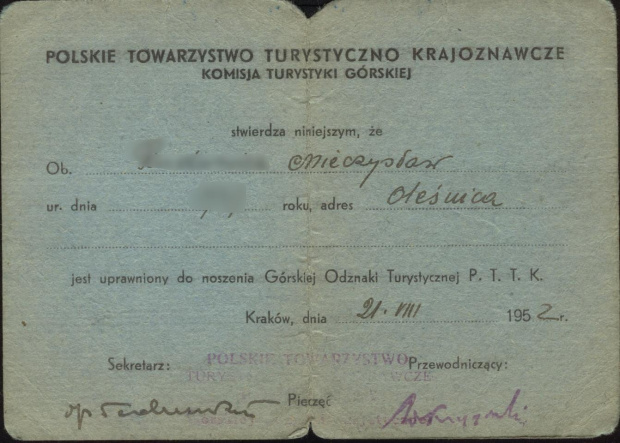 POLSKIE TOWARZYSTWO TURYSTYCZNO KRAJOZNAWCZE
KOMISJA TURYSTYKI GÓRSKIEJ
stwierdza niniejszym, że
Ob. Mieczysław
ur. dnia roku, adres Oleśnica
jest uprawniony do noszenia Górskiej Odznaki Turystycznej P. T. T. K.
Kraków, dnia 21. VIII 1952 r.
Sekretarz: Przewodniczący:
POLSKIE TOWARZYSTWO
Pieczęć